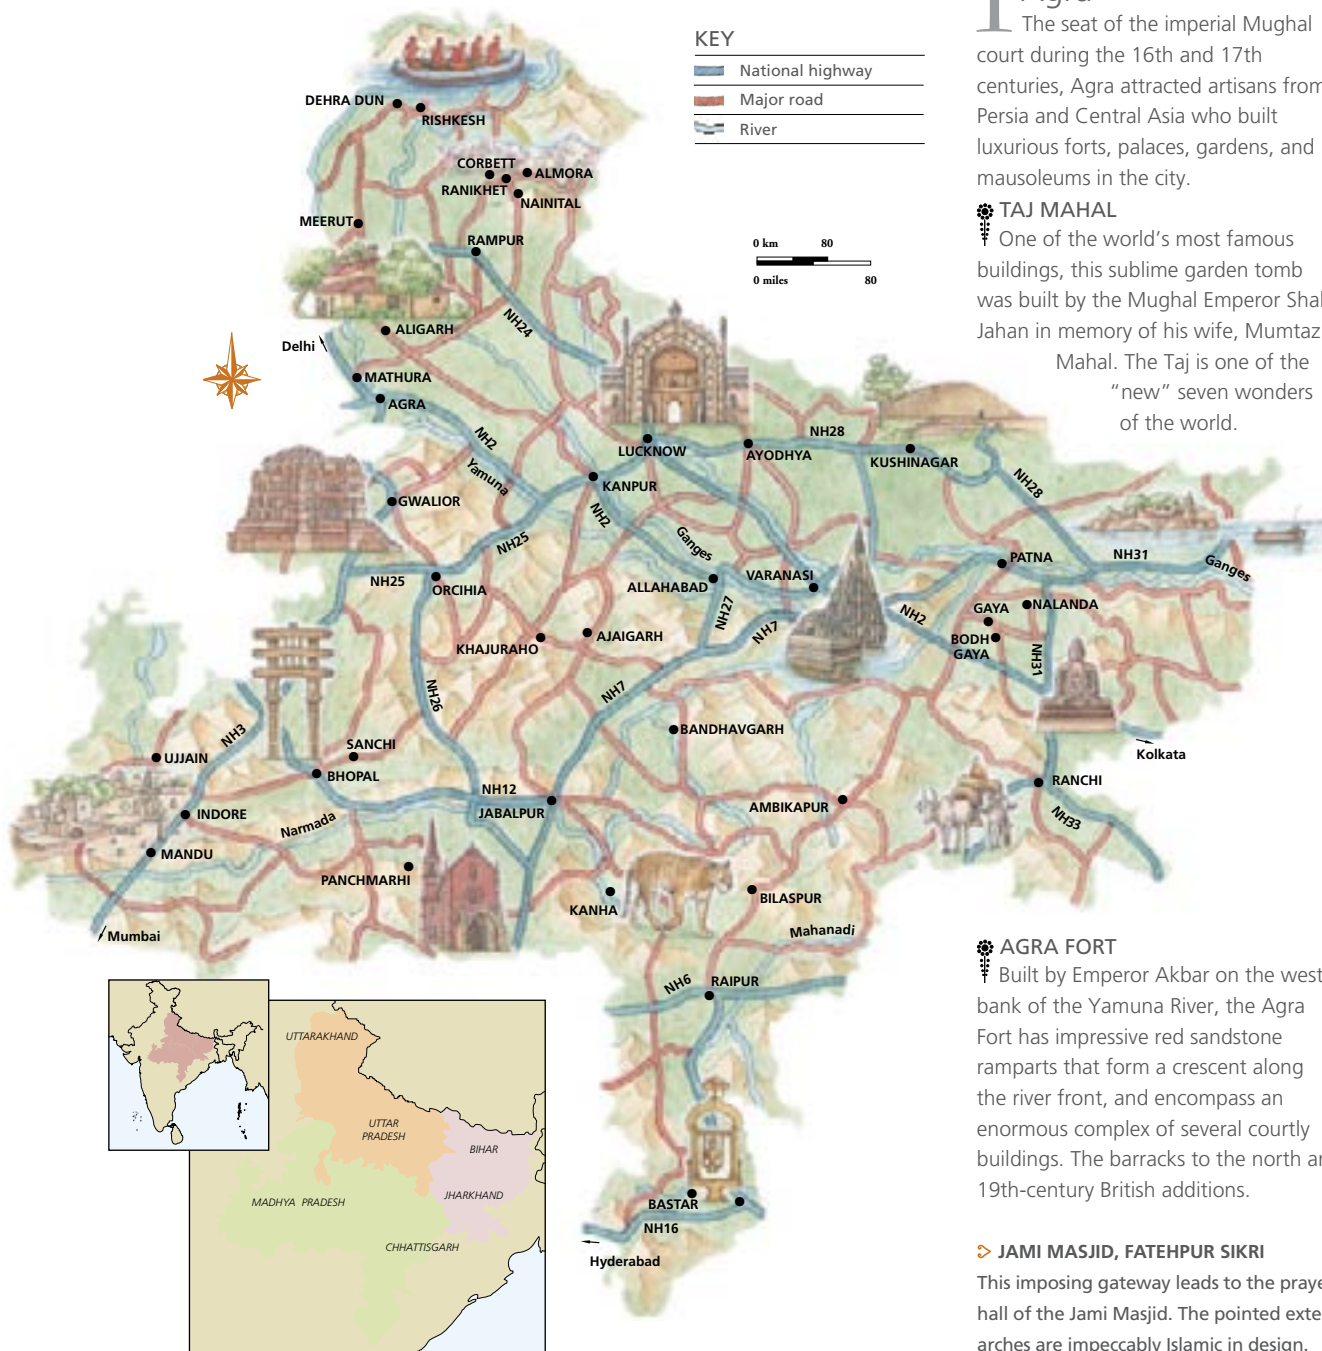 KEY
National highway
Major road
River
0 km 80
0 miles 80
DEHRA DUN
RISHKESH
CORBETT
ALMORA
RANIKHET
NAINITAL
MEERUT
RAMPUR
NH24
ALIGARH
Delhi
MATHURA
AGRA
NH2
Yamuna
LUCKNOW
AYODHYA
NH28
KUSHINAGAR
NH28
KANPUR
GWALIOR
NH2
NH25
Ganges
PATNA
NH31
Ganges
NH25
ORCIHIA
ALLAHABAD
VARANASI
NH27
NH7
NH2
GAYA
NALANDA
BODH
GAYA
NH31
KHAJURAHO
AJAIGARH
NH26
NH7
NH3
BANDHAVGARH
UJJAIN
SANCHI
BHOPAL
Kolkata
RANCHI
NH12
JABALPUR
AMBIKAPUR
NH33
INDORE
Narmada
MANDU
PANCHMARHI
KANHA
BILASPUR
Mahanadi
Mumbai
NH6
RAIPUR
BASTAR
NH16
Hyderabad
UTTARAKHAND
UTTAR
PRADESH
BIHAR
JHARKHAND
MADHYA PRADESH
CHHATTISGARH
1
Agra
The seat of the imperial Mughal
court during the 16th and 17th
centuries, Agra attracted artisans from
Persia and Central Asia who built
luxurious forts, palaces, gardens, and
mausoleums in the city.
TAJ MAHAL
One of the world's most famous
buildings, this sublime garden tomb
was built by the Mughal Emperor Shah
Jahan in memory of his wife, Mumtaz
Mahal. The Taj is one of the
“new” seven wonders
of the world.
AGRA FORT
Built by Emperor Akbar on the west
bank of the Yamuna River, the Agra
Fort has impressive red sandstone
ramparts that form a crescent along
the river front, and encompass an
enormous complex of several courtly
buildings. The barracks to the north ar
19th-century British additions.
JAMI MASJID, FATEHPUR SIKRI
This imposing gateway leads to the praye
hall of the Jami Masjid. The pointed exte
arches are impeccably Islamic in design.